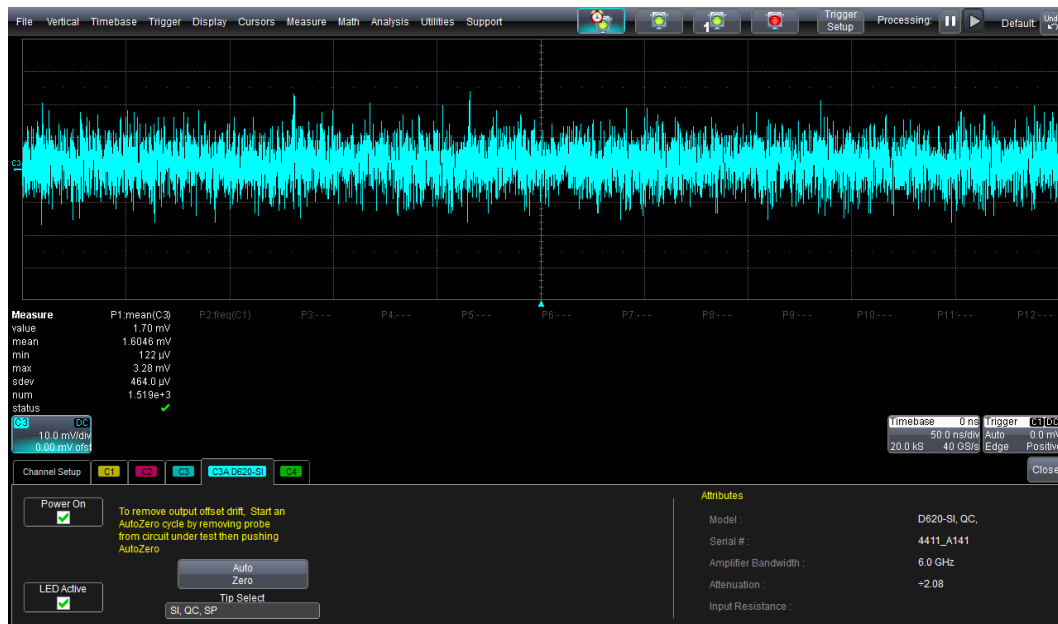 File Vertical Timebase Trigger Display Cursors Measure Math Analysis Utilities Support 1 Trigger Setup Processing: Default: Und
C3
Measure P1:mean(C3) P2:freq(C1) P3:- - - P4:- - - P5:- - - P6:- - - P7:- - - P8:- - - P9:- - - P10:- - - P11:- - - P12:- - -
value 1.70 mV
mean 1.6046 mV
min 122 µV
max 3.28 mV
sdev 464.0 µV
num 1.519e+3
status
C3 DC
10.0 mV/div
0.00 mV ofst
Timebase 0 ns
50.0 ns/div
20.0 kS 40 GS/s
Trigger C1 DC
Auto 0.0 mV
Edge Positive
Channel Setup C1 C2 C3 C3A D620-SI C4 Close
Power On
LED Active
To remove output offset drift, Start an
AutoZero cycle by removing probe
from circuit under test then pushing
AutoZero
Auto
Zero
Tip Select
SI, QC, SP
Attributes
Model : D620-SI, QC,
Serial # : 4411_A141
Amplifier Bandwidth : 6.0 GHz
Attenuation : ÷2.08
Input Resistance :